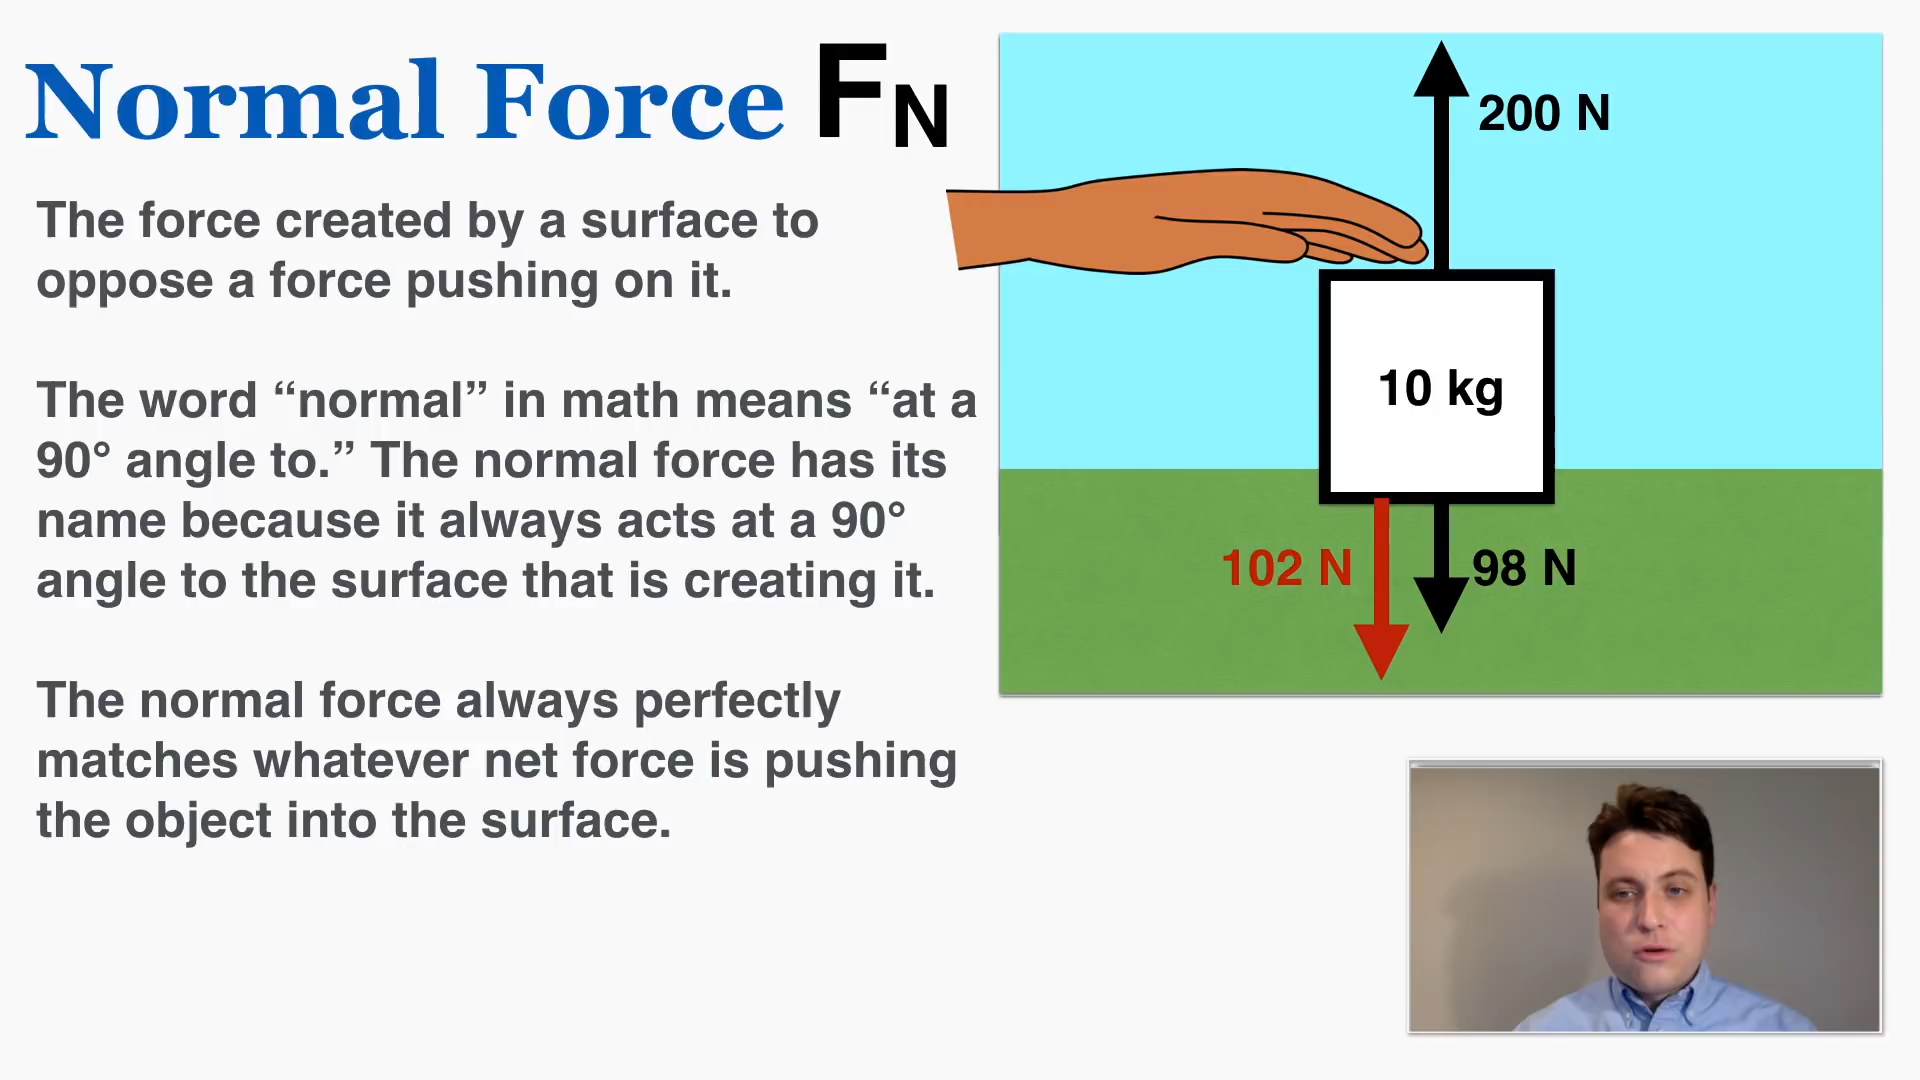 Normal Force FN
The force created by a surface to
oppose a force pushing on it.
The word “normal” in math means “at a
90° angle to.” The normal force has its
name because it always acts at a 90°
angle to the surface that is creating it.
The normal force always perfectly
matches whatever net force is pushing
the object into the surface.
200 N
10 kg
102 N
98 N